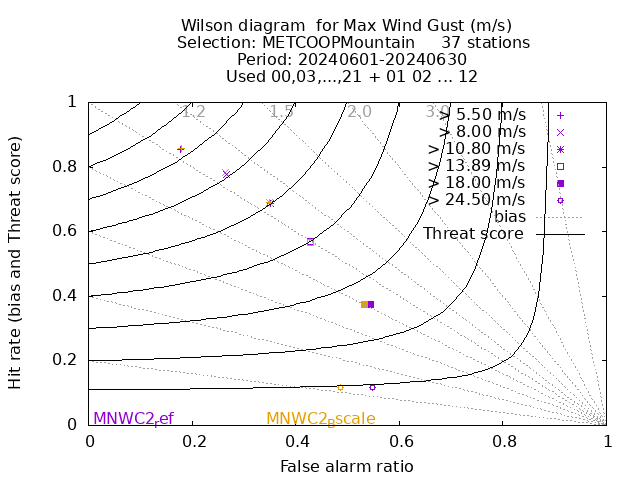 Wilson diagram  for Max Wind Gust (m/s)
Selection: METCOOPMountain     37 stations
Period: 20240601-20240630
Used 00,03,...,21 + 01 02 ... 12
Hit rate (bias and Threat score)
1
0.8
0.6
0.4
0.2
0
1.2 1.5 2.0 3.0
> 5.50 m/s
> 8.00 m/s
> 10.80 m/s
> 13.89 m/s
> 18.00 m/s
> 24.50 m/s
bias
Threat score
MNWC2ref MNWC2Bscale
0 0.2 0.4 0.6 0.8 1
False alarm ratio